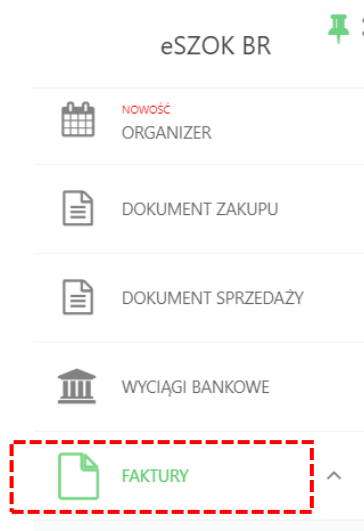 eSZOK BR
NOWOŚĆ
ORGANIZER
DOKUMENT ZAKUPU
DOKUMENT SPRZEDAŻY
WYCIĄGI BANKOWE
FAKTURY